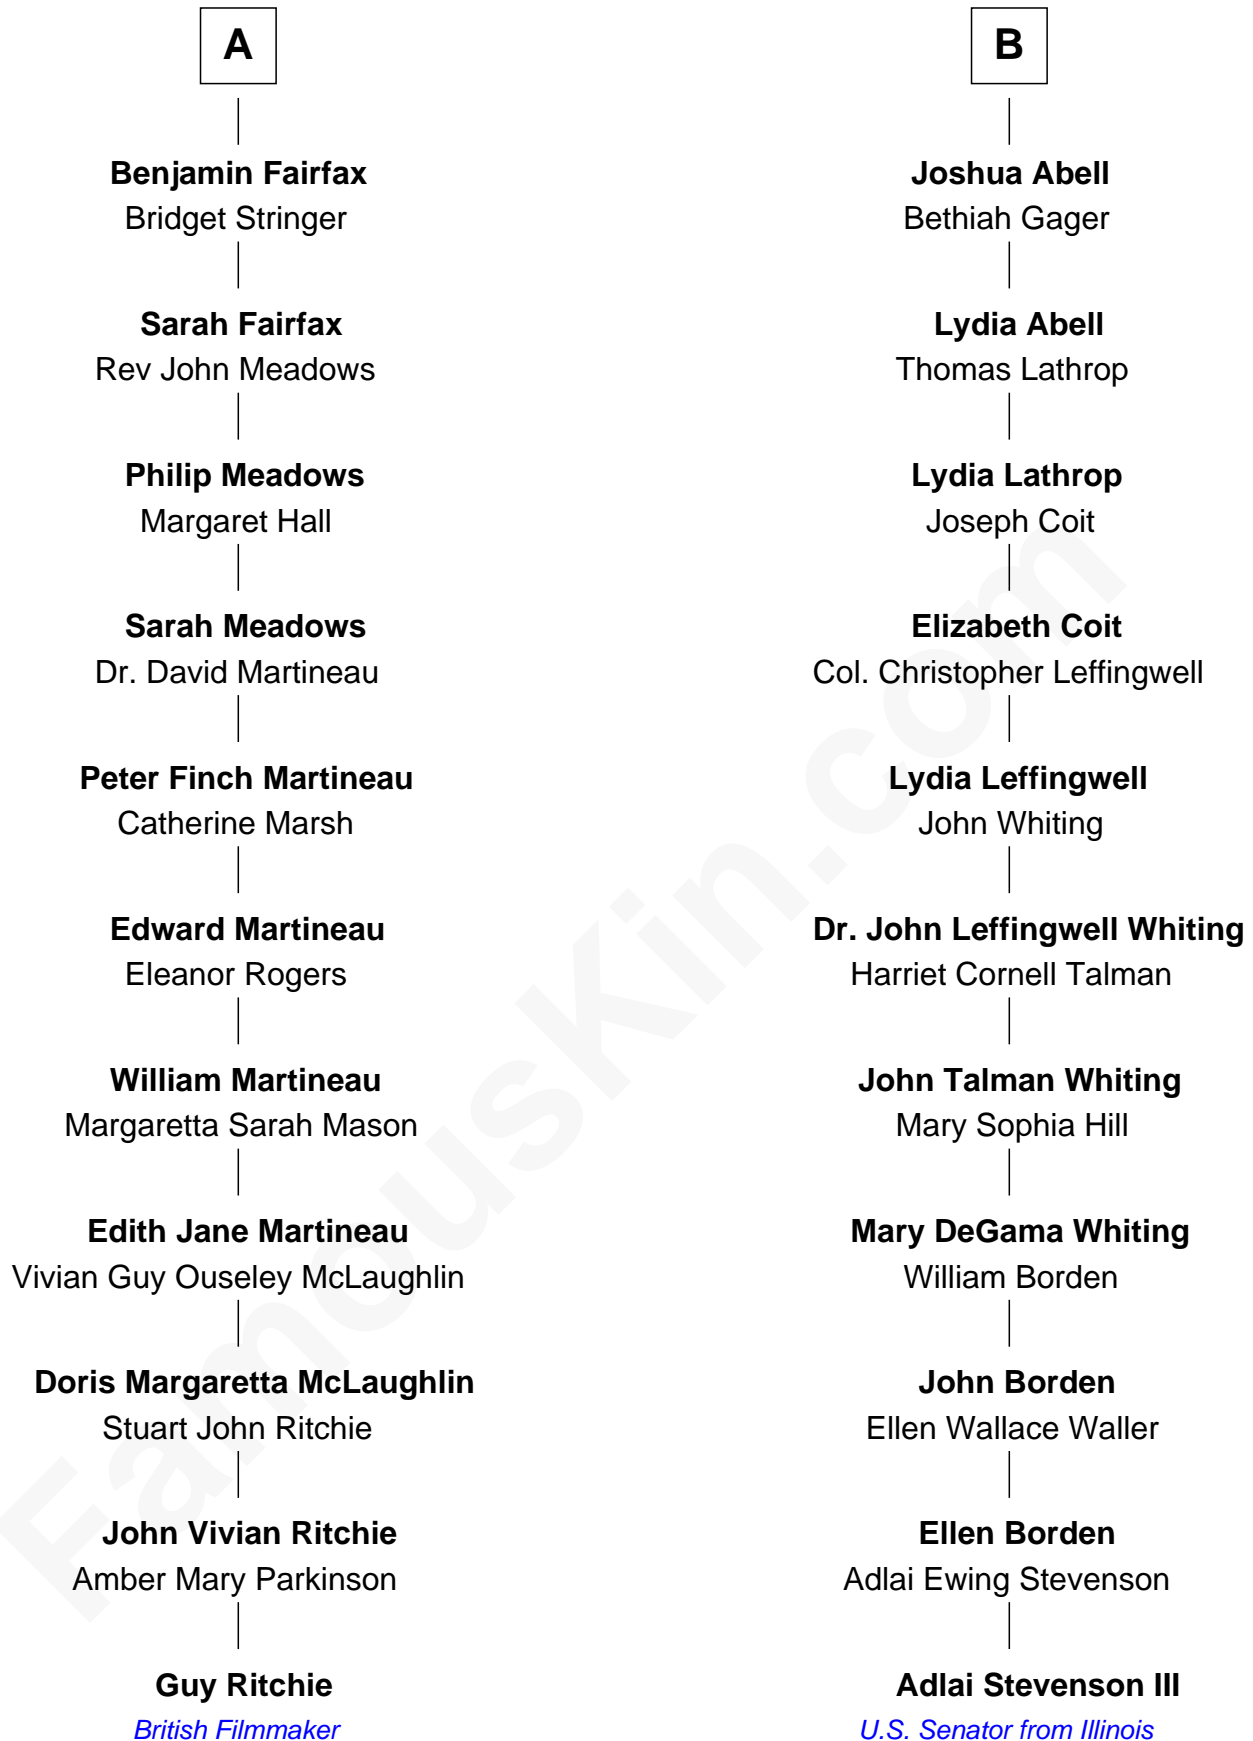 A
Benjamin Fairfax
Bridget Stringer
Sarah Fairfax
Rev John Meadows
Philip Meadows
Margaret Hall
Sarah Meadows
Dr. David Martineau
Peter Finch Martineau
Catherine Marsh
Edward Martineau
Eleanor Rogers
William Martineau
Margaretta Sarah Mason
Edith Jane Martineau
Vivian Guy Ouseley McLaughlin
Doris Margaretta McLaughlin
Stuart John Ritchie
John Vivian Ritchie
Amber Mary Parkinson
Guy Ritchie
British Filmmaker
B
Joshua Abell
Bethiah Gager
Lydia Abell
Thomas Lathrop
Lydia Lathrop
Joseph Coit
Elizabeth Coit
Col. Christopher Leffingwell
Lydia Leffingwell
John Whiting
Dr. John Leffingwell Whiting
Harriet Cornell Talman
John Talman Whiting
Mary Sophia Hill
Mary DeGama Whiting
William Borden
John Borden
Ellen Wallace Waller
Ellen Borden
Adlai Ewing Stevenson
Adlai Stevenson III
U.S. Senator from Illinois
FamousKin.com